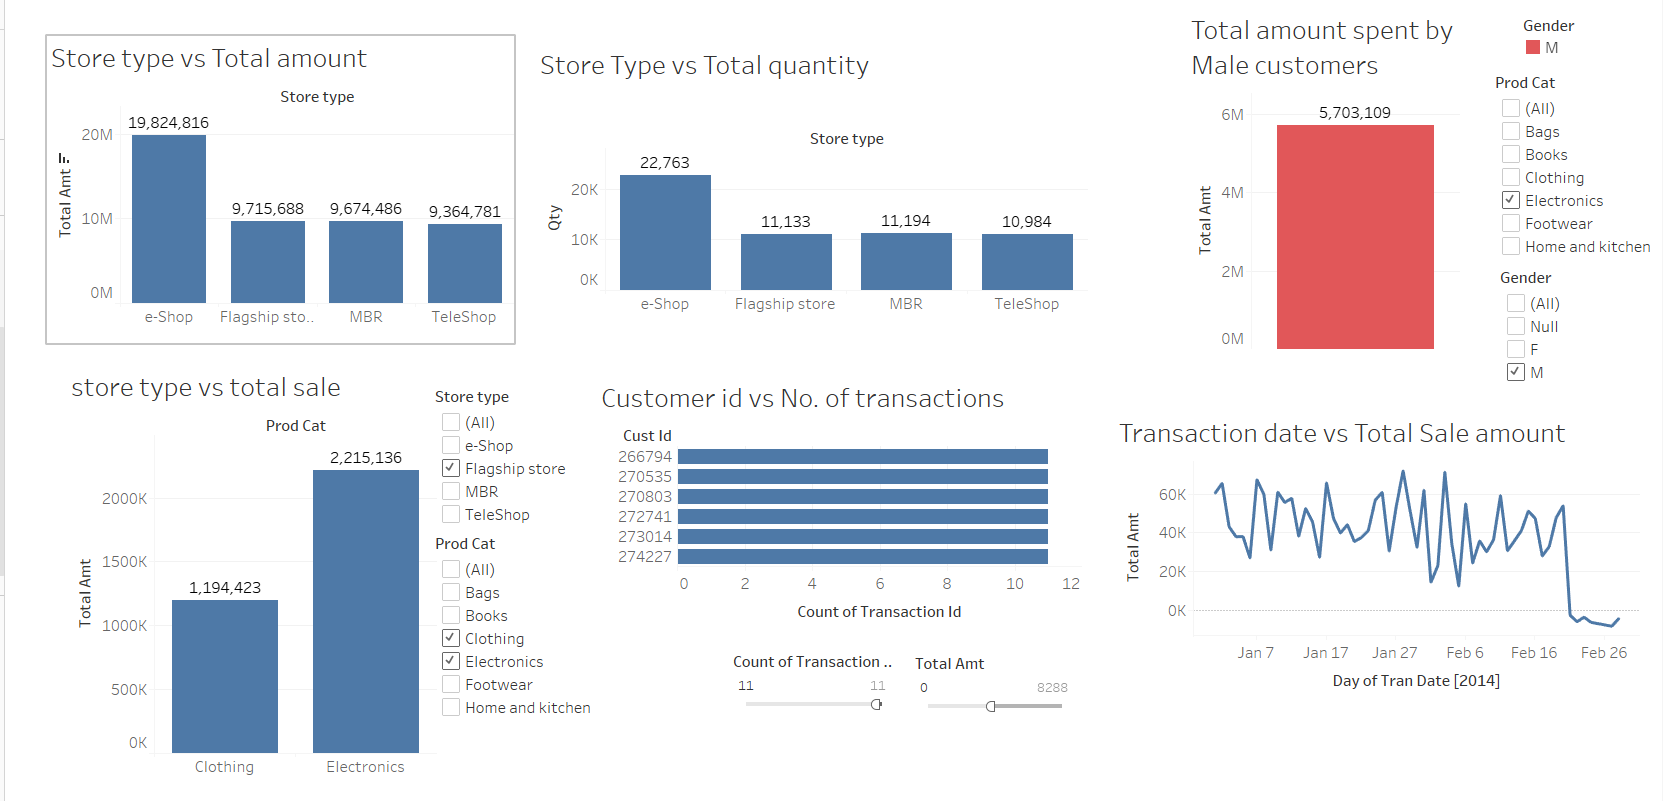 Store type vs Total amount
Store type
19,824,816
20M
9,715,688
9,674,486
9,364,781
10M
0M
Total Amt
e-Shop
Flagship sto..
MBR
TeleShop
Store Type vs Total quantity
Store type
22,763
20K
11,133
11,194
10,984
10K
0K
Qty
e-Shop
Flagship store
MBR
TeleShop
Total amount spent by
Male customers
6M
5,703,109
4M
2M
0M
Total Amt
Gender
M
Prod Cat
(All)
Bags
Books
Clothing
Electronics
Footwear
Home and kitchen
Gender
(All)
Null
F
M
store type vs total sale
Prod Cat
2,215,136
2000K
1500K
1,194,423
1000K
500K
0K
Total Amt
Clothing
Electronics
Store type
(All)
e-Shop
Flagship store
MBR
TeleShop
Prod Cat
(All)
Bags
Books
Clothing
Electronics
Footwear
Home and kitchen
Customer id vs No. of transactions
Cust Id
266794
270535
270803
272741
273014
274227
0 2 4 6 8 10 12
Count of Transaction Id
Count of Transaction ..
11 11
Total Amt
0 8288
Transaction date vs Total Sale amount
60K
40K
20K
0K
Total Amt
Jan 7 Jan 17 Jan 27 Feb 6 Feb 16 Feb 26
Day of Tran Date [2014]